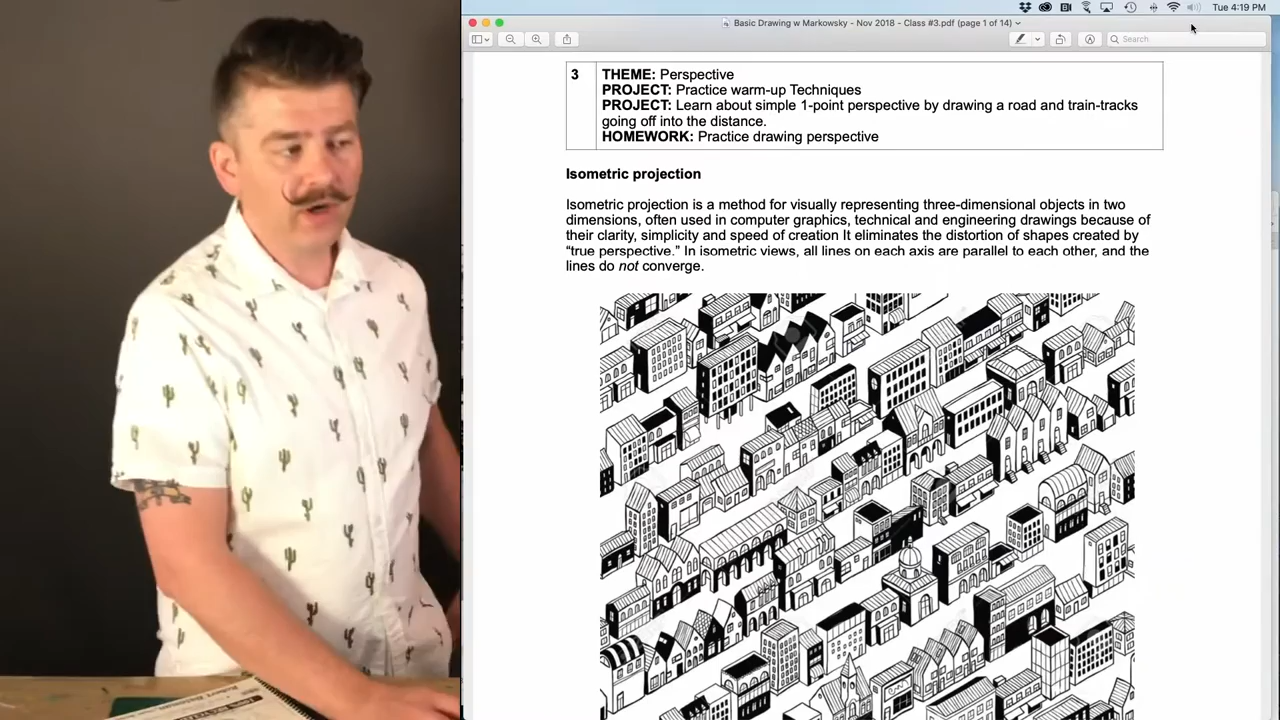 Tue 4:19 PM
Basic Drawing w Markowsky - Nov 2018 - Class #3.pdf (page 1 of 14)
Search
3
THEME: Perspective
PROJECT: Practice warm-up Techniques
PROJECT: Learn about simple 1-point perspective by drawing a road and train-tracks
going off into the distance.
HOMEWORK: Practice drawing perspective
Isometric projection
Isometric projection is a method for visually representing three-dimensional objects in two
dimensions, often used in computer graphics, technical and engineering drawings because of
their clarity, simplicity and speed of creation It eliminates the distortion of shapes created by
“true perspective.” In isometric views, all lines on each axis are parallel to each other, and the
lines do not converge.